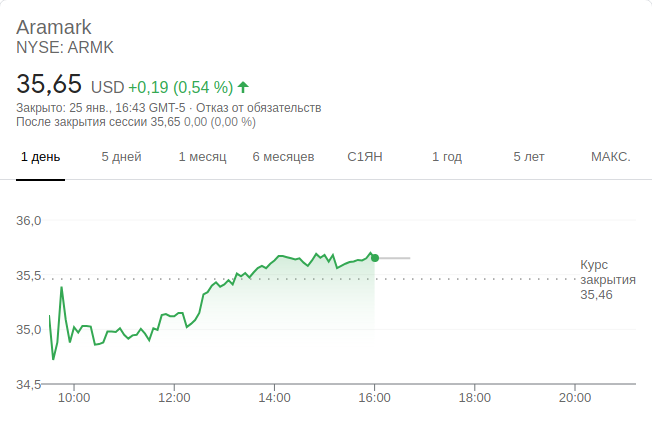 Aramark
NYSE: ARMK
35,65 USD +0,19 (0,54 %)
Закрыто: 25 янв., 16:43 GMT-5 · Отказ от обязательств
После закрытия сессии 35,65 0,00 (0,00 %)
1 день 5 дней 1 месяц 6 месяцев С1ЯН 1 год 5 лет МАКС.
36,0
35,5
35,0
34,5
Курс
закрытия
35,46
10:00 12:00 14:00 16:00 18:00 20:00